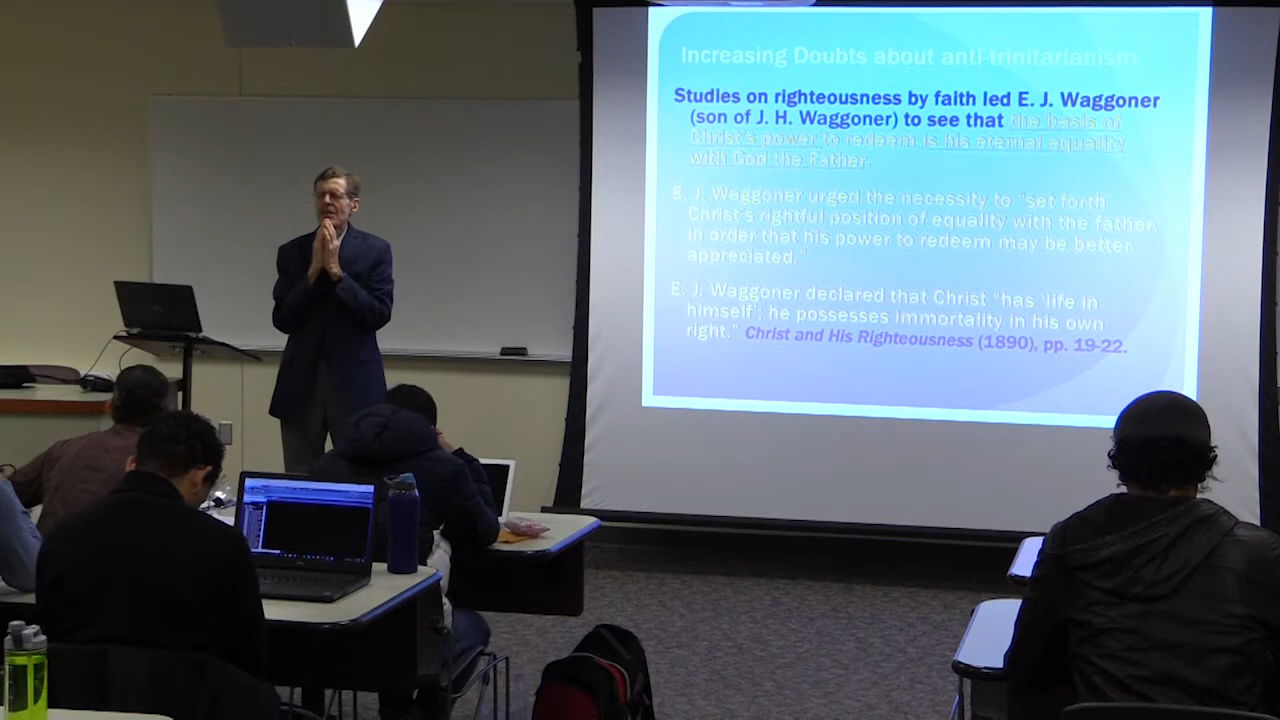 Increasing Doubts about anti-trinitarianism
Studies on righteousness by faith led E. J. Waggoner
(son of J. H. Waggoner) to see that the basis of
Christ's power to redeem is his eternal equality
with God the Father.
E. J. Waggoner urged the necessity to "set forth
Christ's rightful position of equality with the father,
in order that his power to redeem may be better
appreciated."
E. J. Waggoner declared that Christ "has 'life in
himself'; he possesses immortality in his own
right." Christ and His Righteousness (1890), pp. 19-22.